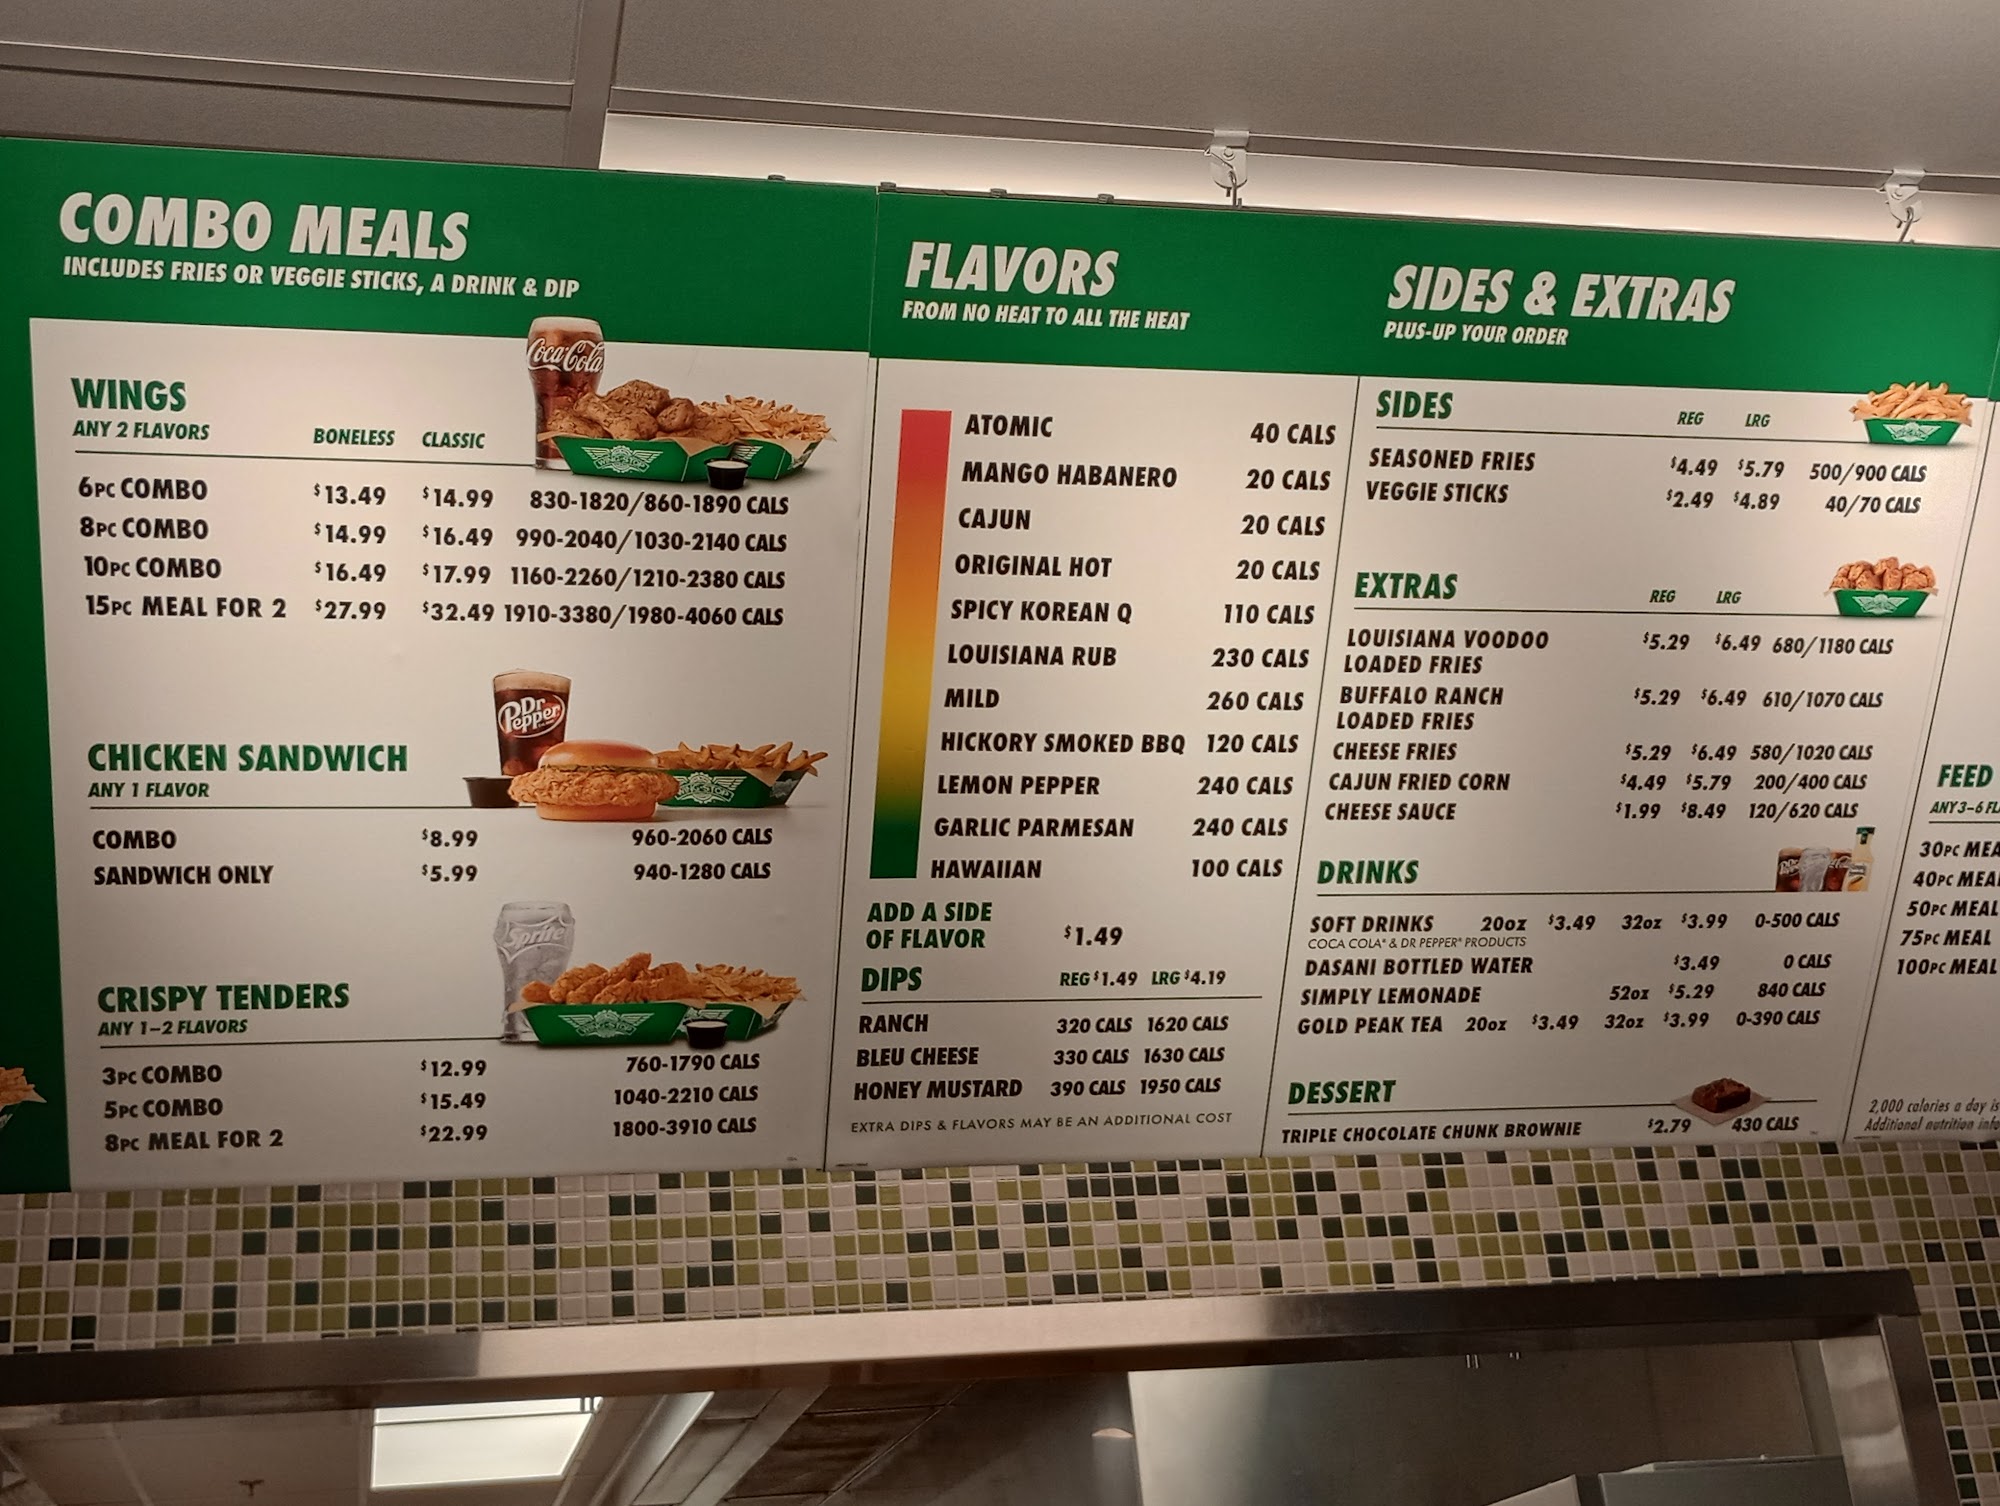 COMBO MEALS
INCLUDES FRIES OR VEGGIE STICKS, A DRINK & DIP
Coca-Cola
WINGS
ANY 2 FLAVORS BONELESS CLASSIC
WING-STOP
6PC COMBO $13.49 $14.99 830-1820/860-1890 CALS
8PC COMBO $14.99 $16.49 990-2040/1030-2140 CALS
10PC COMBO $16.49 $17.99 1160-2260/1210-2380 CALS
15PC MEAL FOR 2 $27.99 $32.49 1910-3380/1980-4060 CALS
Dr Pepper
CHICKEN SANDWICH
ANY 1 FLAVOR
WING-STOP
COMBO $8.99 960-2060 CALS
SANDWICH ONLY $5.99 940-1280 CALS
Sprite
CRISPY TENDERS
ANY 1-2 FLAVORS
WING-STOP
3PC COMBO $12.99 760-1790 CALS
5PC COMBO $15.49 1040-2210 CALS
8PC MEAL FOR 2 $22.99 1800-3910 CALS
FLAVORS
FROM NO HEAT TO ALL THE HEAT
ATOMIC 40 CALS
MANGO HABANERO 20 CALS
CAJUN 20 CALS
ORIGINAL HOT 20 CALS
SPICY KOREAN Q 110 CALS
LOUISIANA RUB 230 CALS
MILD 260 CALS
HICKORY SMOKED BBQ 120 CALS
LEMON PEPPER 240 CALS
GARLIC PARMESAN 240 CALS
HAWAIIAN 100 CALS
ADD A SIDE
OF FLAVOR $1.49
DIPS REG $1.49 LRG $4.19
RANCH 320 CALS 1620 CALS
BLEU CHEESE 330 CALS 1630 CALS
HONEY MUSTARD 390 CALS 1950 CALS
EXTRA DIPS & FLAVORS MAY BE AN ADDITIONAL COST
SIDES & EXTRAS
PLUS-UP YOUR ORDER
SIDES REG LRG
SEASONED FRIES $4.49 $5.79 500/900 CALS
VEGGIE STICKS $2.49 $4.89 40/70 CALS
EXTRAS REG LRG
LOUISIANA VOODOO $5.29 $6.49 680/1180 CALS
LOADED FRIES
BUFFALO RANCH $5.29 $6.49 610/1070 CALS
LOADED FRIES
CHEESE FRIES $5.29 $6.49 580/1020 CALS
CAJUN FRIED CORN $4.49 $5.79 200/400 CALS
CHEESE SAUCE $1.99 $8.49 120/620 CALS
DRINKS
SOFT DRINKS 20oz $3.49 32oz $3.99 0-500 CALS
COCA COLA® & DR PEPPER® PRODUCTS
DASANI BOTTLED WATER $3.49 0 CALS
SIMPLY LEMONADE 52oz $5.29 840 CALS
GOLD PEAK TEA 20oz $3.49 32oz $3.99 0-390 CALS
DESSERT
TRIPLE CHOCOLATE CHUNK BROWNIE $2.79 430 CALS
FEED
ANY 3-6
30PC
40PC
50PC MEAL
75PC MEAL
100PC MEAL
2,000 calories a day is
Additional nutrition